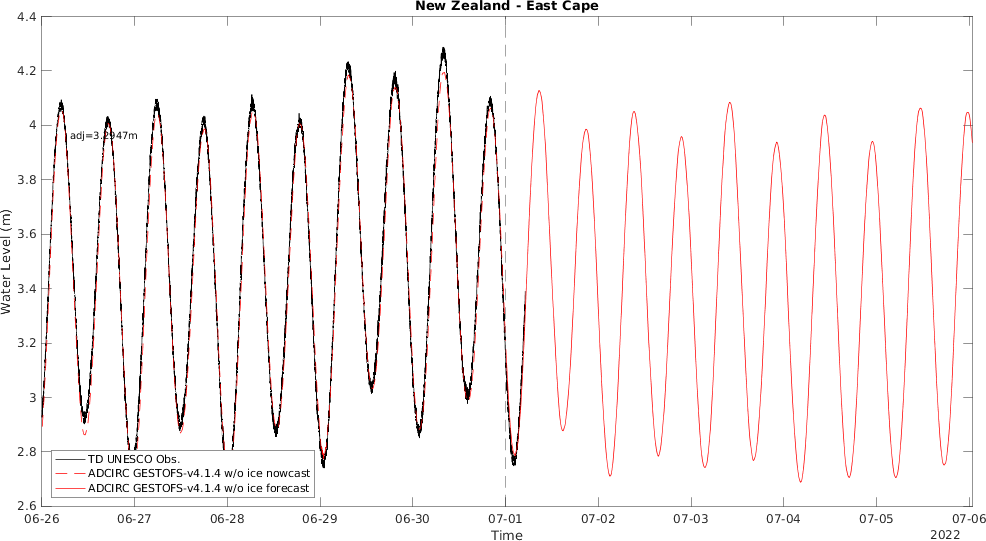 New Zealand - East Cape
4.4
4.2
4
3.8
3.6
3.4
3.2
3
2.8
2.6
Water Level (m)
adj=3.2947m
TD UNESCO Obs.
ADCIRC GESTOFS-v4.1.4 w/o ice nowcast
ADCIRC GESTOFS-v4.1.4 w/o ice forecast
06-26 06-27 06-28 06-29 06-30 07-01 07-02 07-03 07-04 07-05 07-06
Time
2022